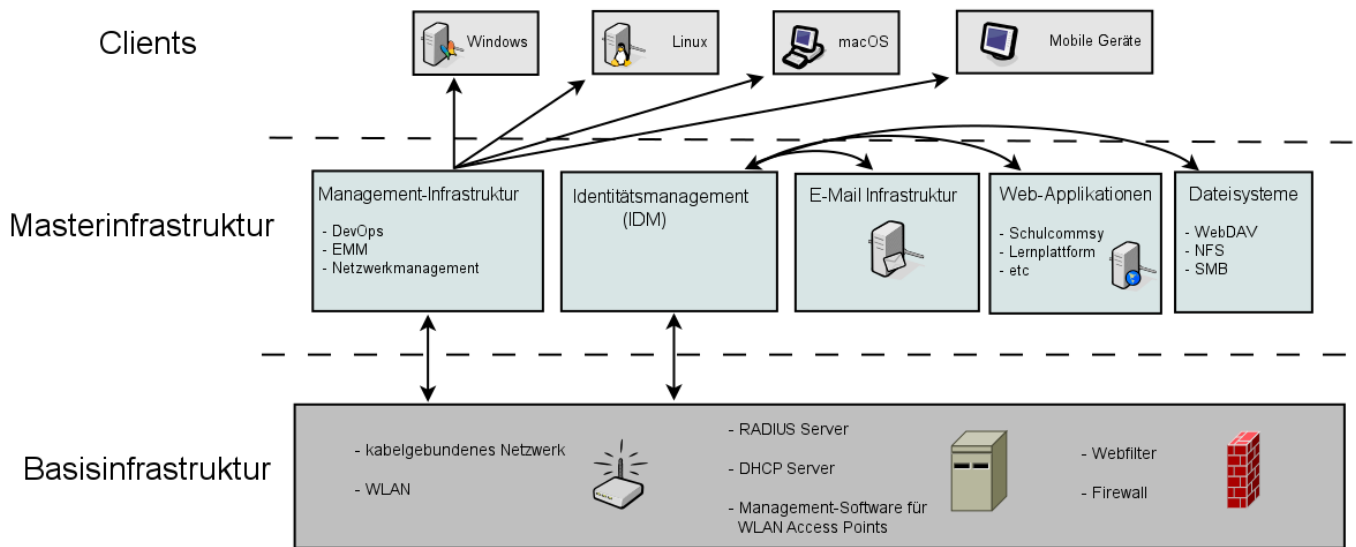 Clients
Windows
Linux
macOS
Mobile Geräte
Masterinfrastruktur
Management-Infrastruktur
- DevOps
- EMM
- Netzwerkmanagement
Identitätsmanagement
(IDM)
E-Mail Infrastruktur
Web-Applikationen
- Schulcommsy
- Lernplattform
- etc
Dateisysteme
- WebDAV
- NFS
- SMB
Basisinfrastruktur
- kabelgebundenes Netzwerk
- WLAN
- RADIUS Server
- DHCP Server
- Management-Software für
WLAN Access Points
- Webfilter
- Firewall